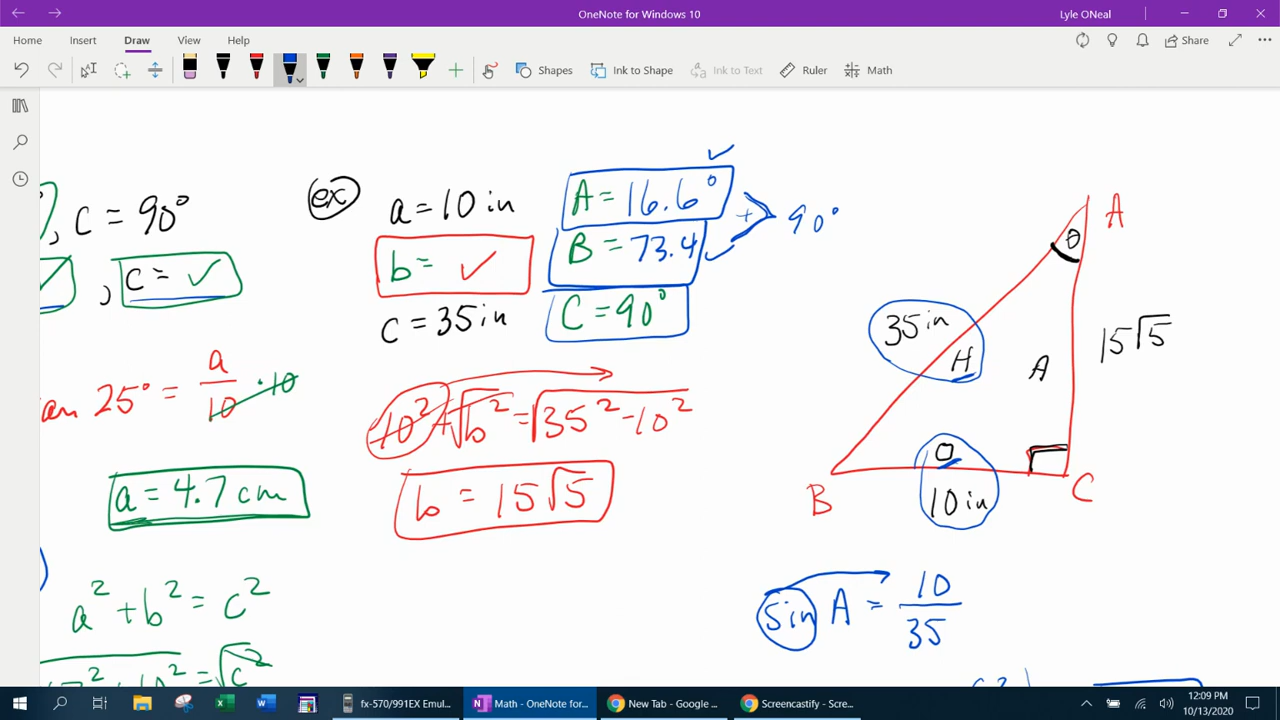 OneNote for Windows 10
Lyle ONeal
Home Insert Draw View Help
Share
Shapes Ink to Shape Ink to Text Ruler Math
, C = 90°
, c = ✓
an 25° = a/10 · 10
a = 4.7 cm
a² + b² = c²
ex
a = 10 in
b = ✓
c = 35 in
A = 16.6° ✓
B = 73.4 ✓
C = 90°
+ 90°
10² + √b² = √35² - 10²
b = 15√5
A
θ
35 in
H
A
15√5
O
10 in
B
C
sin A = 10/35
fx-570/991EX Emul...
Math - OneNote for...
New Tab - Google ...
Screencastify - Scre...
12:09 PM
10/13/2020